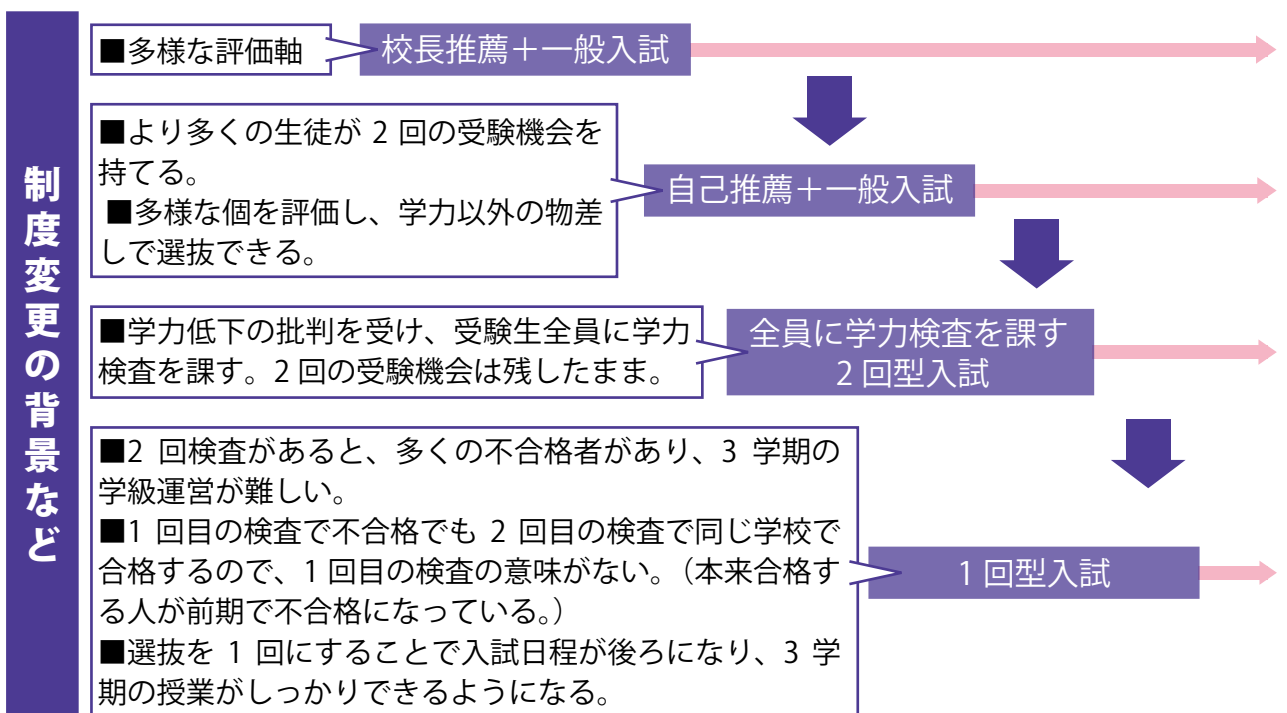 制度変更の背景など
■多様な評価軸
校長推薦＋一般入試
■より多くの生徒が 2 回の受験機会を
持てる。
■多様な個を評価し、学力以外の物差
しで選抜できる。
自己推薦＋一般入試
■学力低下の批判を受け、受験生全員に学力
検査を課す。2 回の受験機会は残したまま。
全員に学力検査を課す
2 回型入試
■2 回検査があると、多くの不合格者があり、3 学期の
学級運営が難しい。
■1 回目の検査で不合格でも 2 回目の検査で同じ学校で
合格するので、1 回目の検査の意味がない。（本来合格す
る人が前期で不合格になっている。）
■選抜を 1 回にすることで入試日程が後ろになり、3 学
期の授業がしっかりできるようになる。
1 回型入試